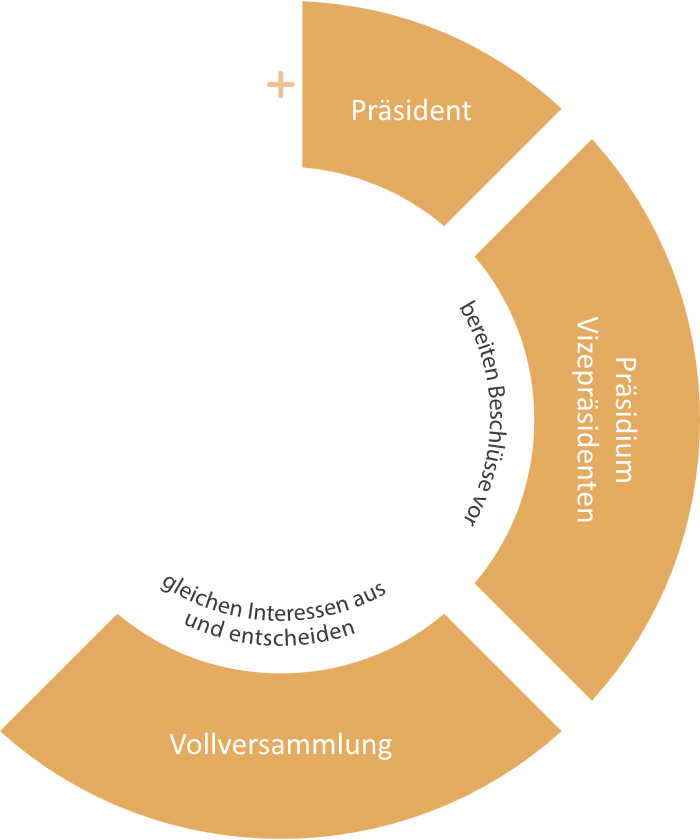 +
Präsident
Präsidium
Vizepräsidenten
bereiten Beschlüsse vor
gleichen Interessen aus
und entscheiden
Vollversammlung